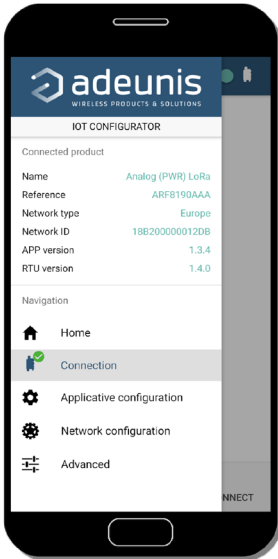 adeunis
WIRELESS PRODUCTS & SOLUTIONS
IOT CONFIGURATOR
Connected product
Name Analog (PWR) LoRa
Reference ARF8190AAA
Network type Europe
Network ID 18B200000012DB
APP version 1.3.4
RTU version 1.4.0
Navigation
Home
Connection
Applicative configuration
Network configuration
Advanced
NNECT